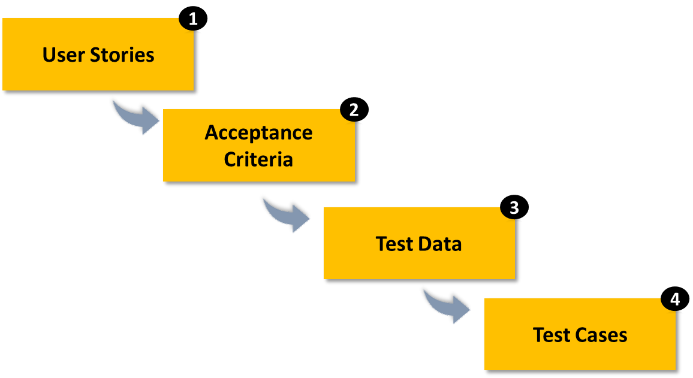 1
User Stories
2
Acceptance
Criteria
3
Test Data
4
Test Cases